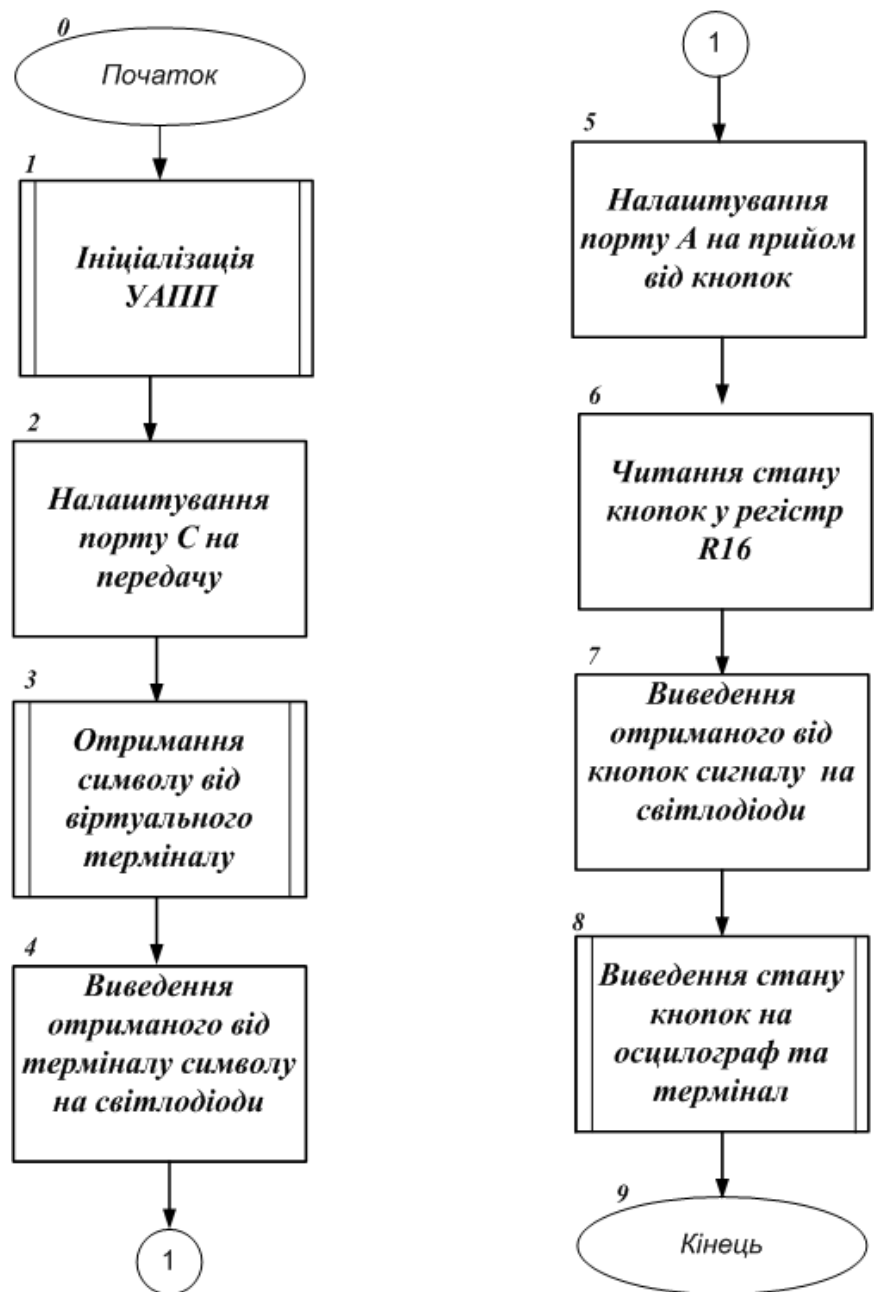 0
Початок
1
Ініціалізація
УАПП
2
Налаштування
порту С на
передачу
3
Отримання
символу від
віртуального
терміналу
4
Виведення
отриманого від
терміналу символу
на світлодіоди
1
1
5
Налаштування
порту А на прийом
від кнопок
6
Читання стану
кнопок у регістр
R16
7
Виведення
отриманого від
кнопок сигналу на
світлодіоди
8
Виведення стану
кнопок на
осцилограф та
термінал
9
Кінець